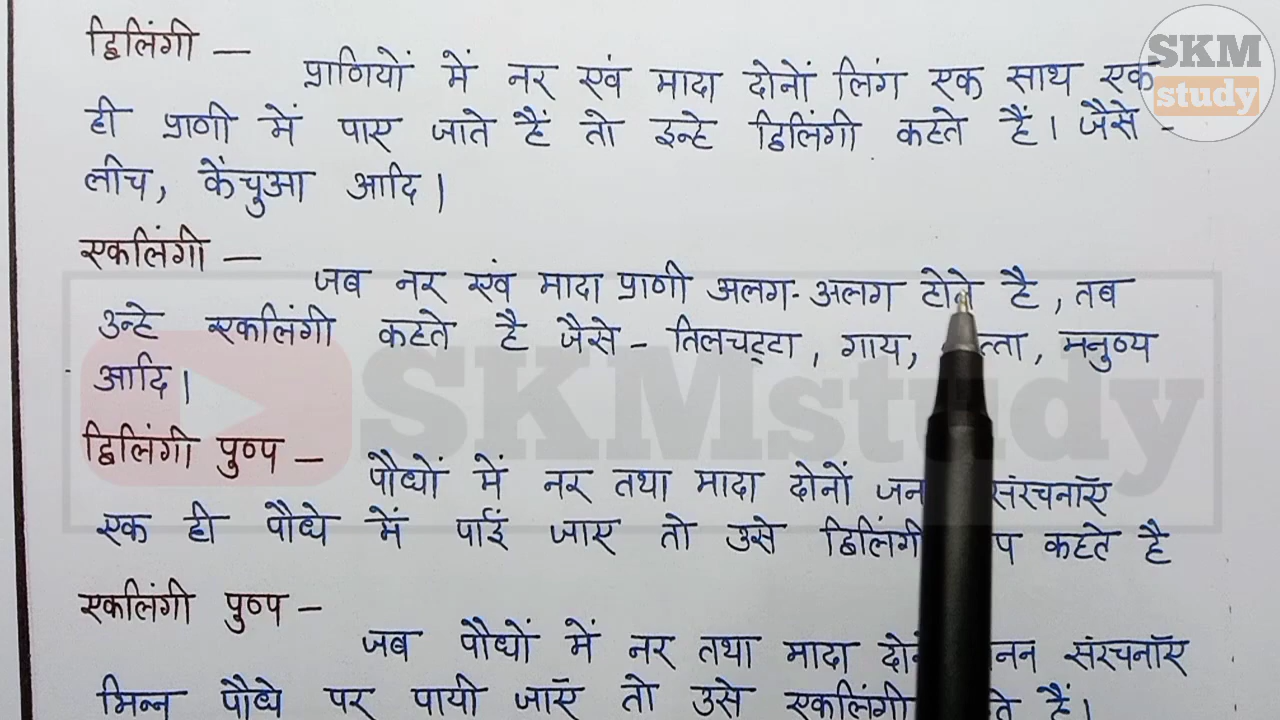 SKM
study
द्विलिंगी —
प्राणियों में नर एवं मादा दोनों लिंग एक साथ एक
ही प्राणी में पाए जाते हैं तो इन्हे द्विलिंगी कहते हैं। जैसे -
लीच, केंचुआ आदि।
एकलिंगी —
जब नर एवं मादा प्राणी अलग-अलग होते है, तब
उन्हे एकलिंगी कहते है जैसे - तिलचट्टा, गाय, मनुष्य
आदि।
SKMstudy
द्विलिंगी पुष्प —
पौधों में नर तथा मादा दोनों संरचनाएँ
एक ही पौधे में पाईं जाए तो उसे द्विलिंगी कहते है
एकलिंगी पुष्प —
जब पौधों में नर तथा मादा संरचनाएँ
भिन्न पौधे पर पायी जाएँ तो उसे एकलिंगी हैं।